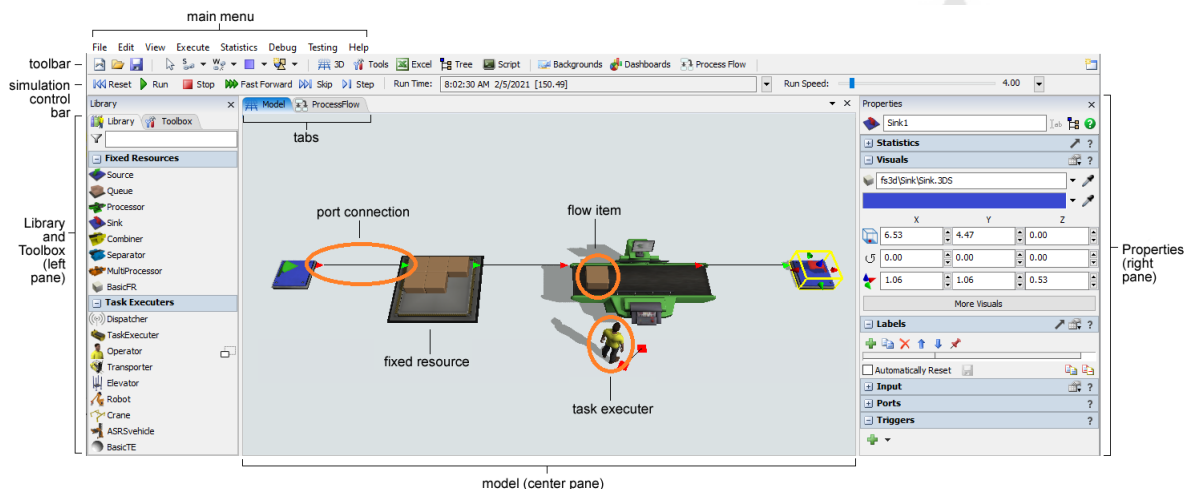 main menu
File Edit View Execute Statistics Debug Testing Help
toolbar
3D Tools Excel Tree Script Backgrounds Dashboards Process Flow
simulation control bar
Reset Run Stop Fast Forward Skip Step Run Time: 8:02:30 AM 2/5/2021 [150.49] Run Speed: 4.00
Library
Model ProcessFlow
Properties
Library Toolbox
tabs
Sink1
Statistics
Visuals
Fixed Resources
Source
Queue
Processor
Sink
Combiner
Separator
MultiProcessor
BasicFR
Task Executers
Dispatcher
TaskExecuter
Operator
Transporter
Elevator
Robot
Crane
ASRSvehicle
BasicTE
Library
and
Toolbox
(left
pane)
port connection
flow item
fixed resource
task executer
model (center pane)
fs3d\Sink\Sink.3DS
X Y Z
6.53 4.47 0.00
0.00 0.00 0.00
1.06 1.06 0.53
More Visuals
Labels
Automatically Reset
Input
Ports
Triggers
Properties
(right
pane)